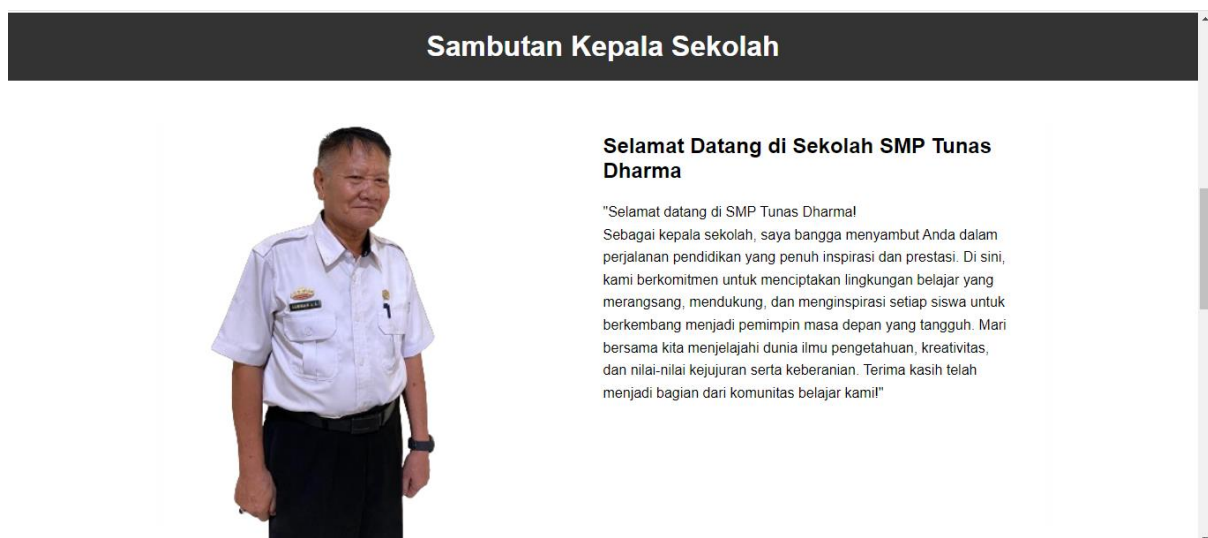 Sambutan Kepala Sekolah
Selamat Datang di Sekolah SMP Tunas
Dharma
"Selamat datang di SMP Tunas Dharma!
Sebagai kepala sekolah, saya bangga menyambut Anda dalam
perjalanan pendidikan yang penuh inspirasi dan prestasi. Di sini,
kami berkomitmen untuk menciptakan lingkungan belajar yang
merangsang, mendukung, dan menginspirasi setiap siswa untuk
berkembang menjadi pemimpin masa depan yang tangguh. Mari
bersama kita menjelajahi dunia ilmu pengetahuan, kreativitas,
dan nilai-nilai kejujuran serta keberanian. Terima kasih telah
menjadi bagian dari komunitas belajar kami!"